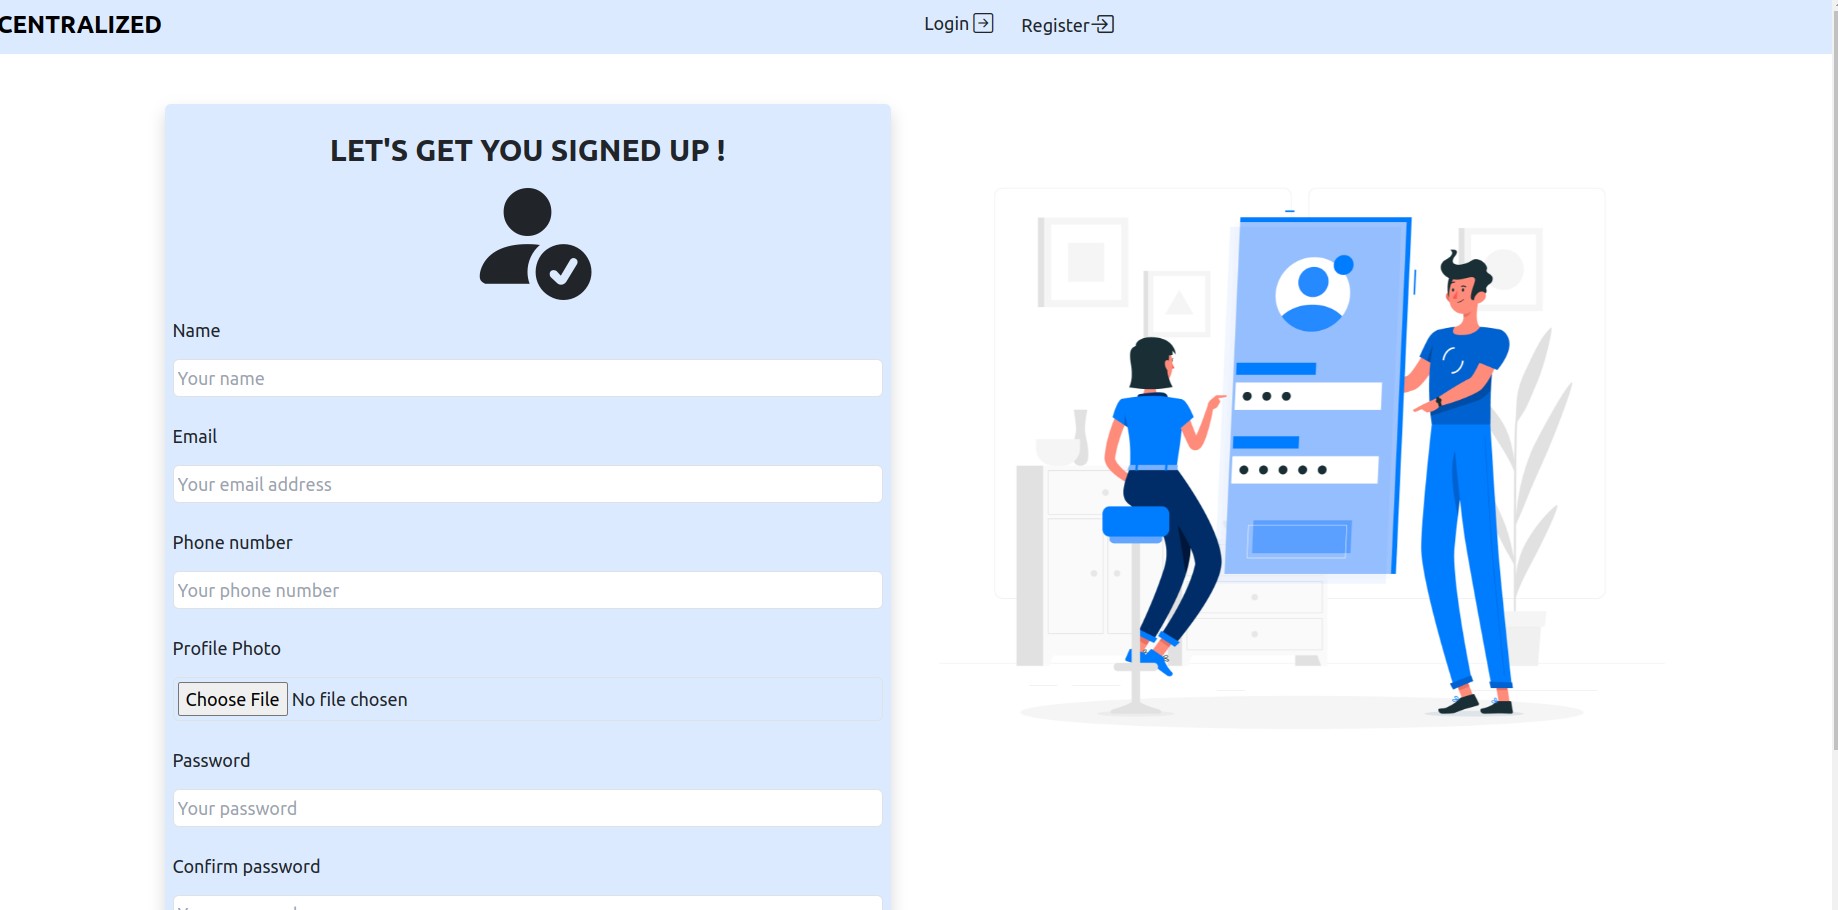 CENTRALIZED
Login
Register
LET'S GET YOU SIGNED UP !
Name
Your name
Email
Your email address
Phone number
Your phone number
Profile Photo
Choose File No file chosen
Password
Your password
Confirm password